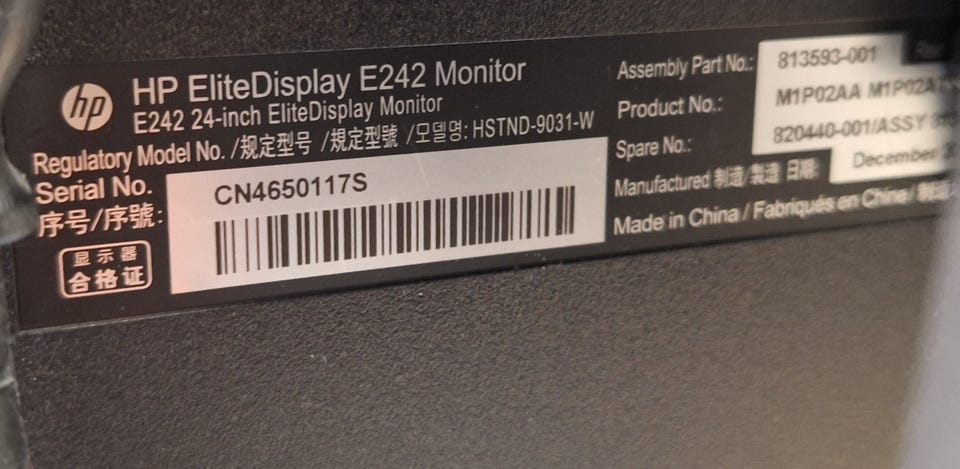 hp
HP EliteDisplay E242 Monitor
E242 24-inch EliteDisplay Monitor
Regulatory Model No. /规定型号 /規定型號 /모델명: HSTND-9031-W
Serial No.
序号/序號:
CN4650117S
显示器
合格证
Assembly Part No.: 813593-001
Product No.: M1P02AA
Spare No.: 820440-001/ASSY
Manufactured 制造/製造 日期: December
Made in China / Fabriqués en Chine /